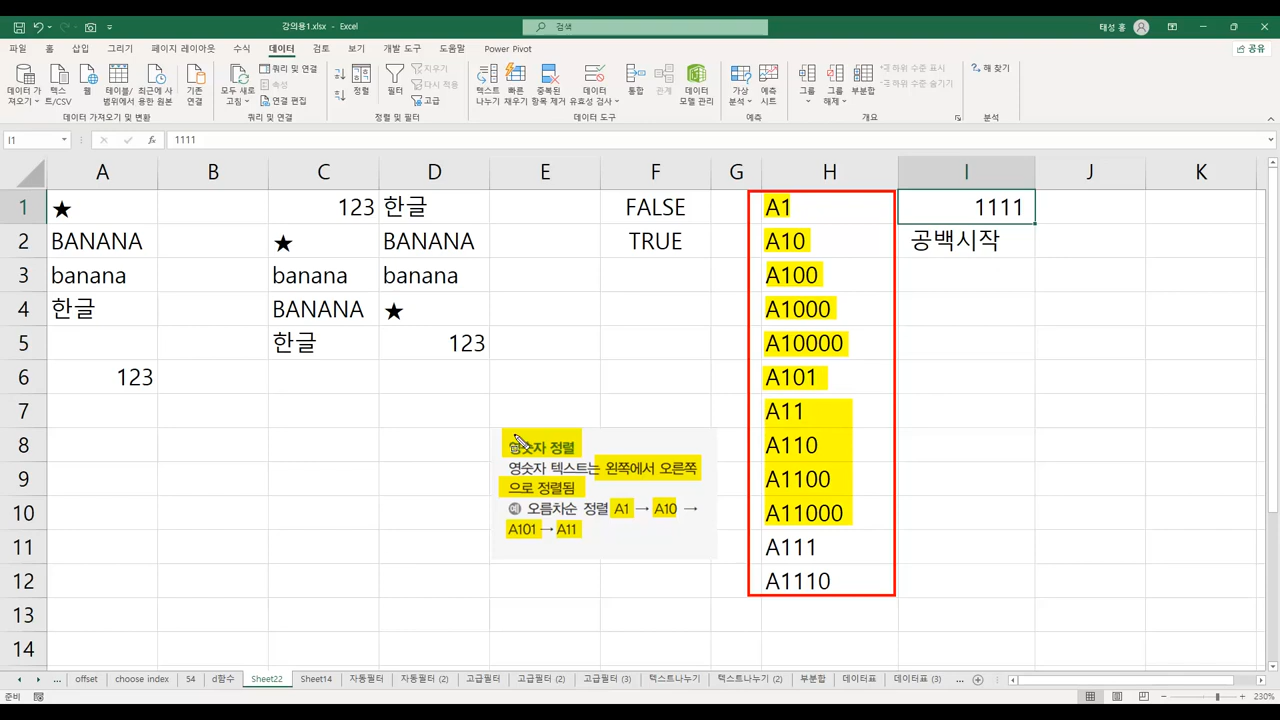 강의용1.xlsx - Excel
검색
태성 홍
파일 홈 삽입 그리기 페이지 레이아웃 수식 데이터 검토 보기 개발 도구 도움말 Power Pivot
공유
데이터 가져오기
텍스트/CSV
웹
테이블/범위에서
최근에 사용한 원본
기존 연결
데이터 가져오기 및 변환
모두 새로 고침
쿼리 및 연결
속성
연결 편집
쿼리 및 연결
정렬
필터
지우기
다시 적용
고급
정렬 및 필터
텍스트 나누기
빠른 채우기
중복된 항목 제거
데이터 유효성 검사
통합
관계
데이터 모델 관리
데이터 도구
가상 분석
예측 시트
예측
그룹
그룹 해제
부분합
하위 수준 표시
하위 수준 숨기기
개요
해 찾기
분석
I1
fx 1111
A B C D E F G H I J K
1 ★ 123 한글 FALSE A1 1111
2 BANANA ★ BANANA TRUE A10 공백시작
3 banana banana banana A100
4 한글 BANANA ★ A1000
5 한글 123 A10000
6 123 A101
7 A11
8 A110
9 A1100
10 A11000
11 A111
12 A1110
13
14
영숫자 정렬
영숫자 텍스트는 왼쪽에서 오른쪽
으로 정렬됨
예 오름차순 정렬 A1 → A10 →
A101 → A11
... offset choose index 54 d함수 Sheet22 Sheet14 자동필터 자동필터 (2) 고급필터 고급필터 (2) 고급필터 (3) 텍스트나누기 텍스트나누기 (2) 부분합 데이터표 데이터표 (3) ...
준비
230%